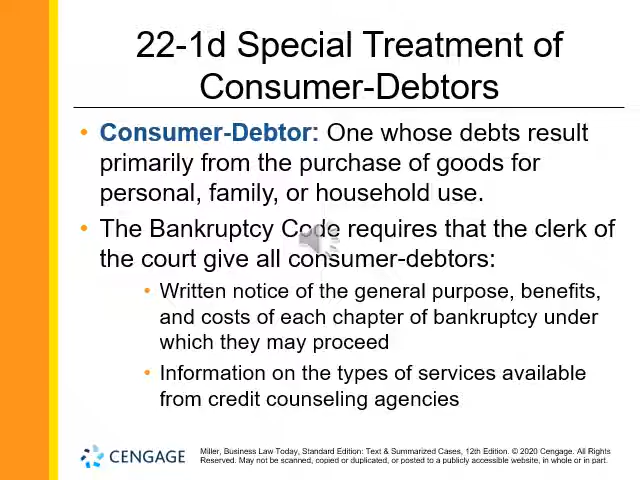 22-1d Special Treatment of
Consumer-Debtors
• Consumer-Debtor: One whose debts result
primarily from the purchase of goods for
personal, family, or household use.
• The Bankruptcy Code requires that the clerk of
the court give all consumer-debtors:
• Written notice of the general purpose, benefits,
and costs of each chapter of bankruptcy under
which they may proceed
• Information on the types of services available
from credit counseling agencies
CENGAGE
Miller, Business Law Today, Standard Edition: Text & Summarized Cases, 12th Edition. © 2020 Cengage. All Rights
Reserved. May not be scanned, copied or duplicated, or posted to a publicly accessible website, in whole or in part.